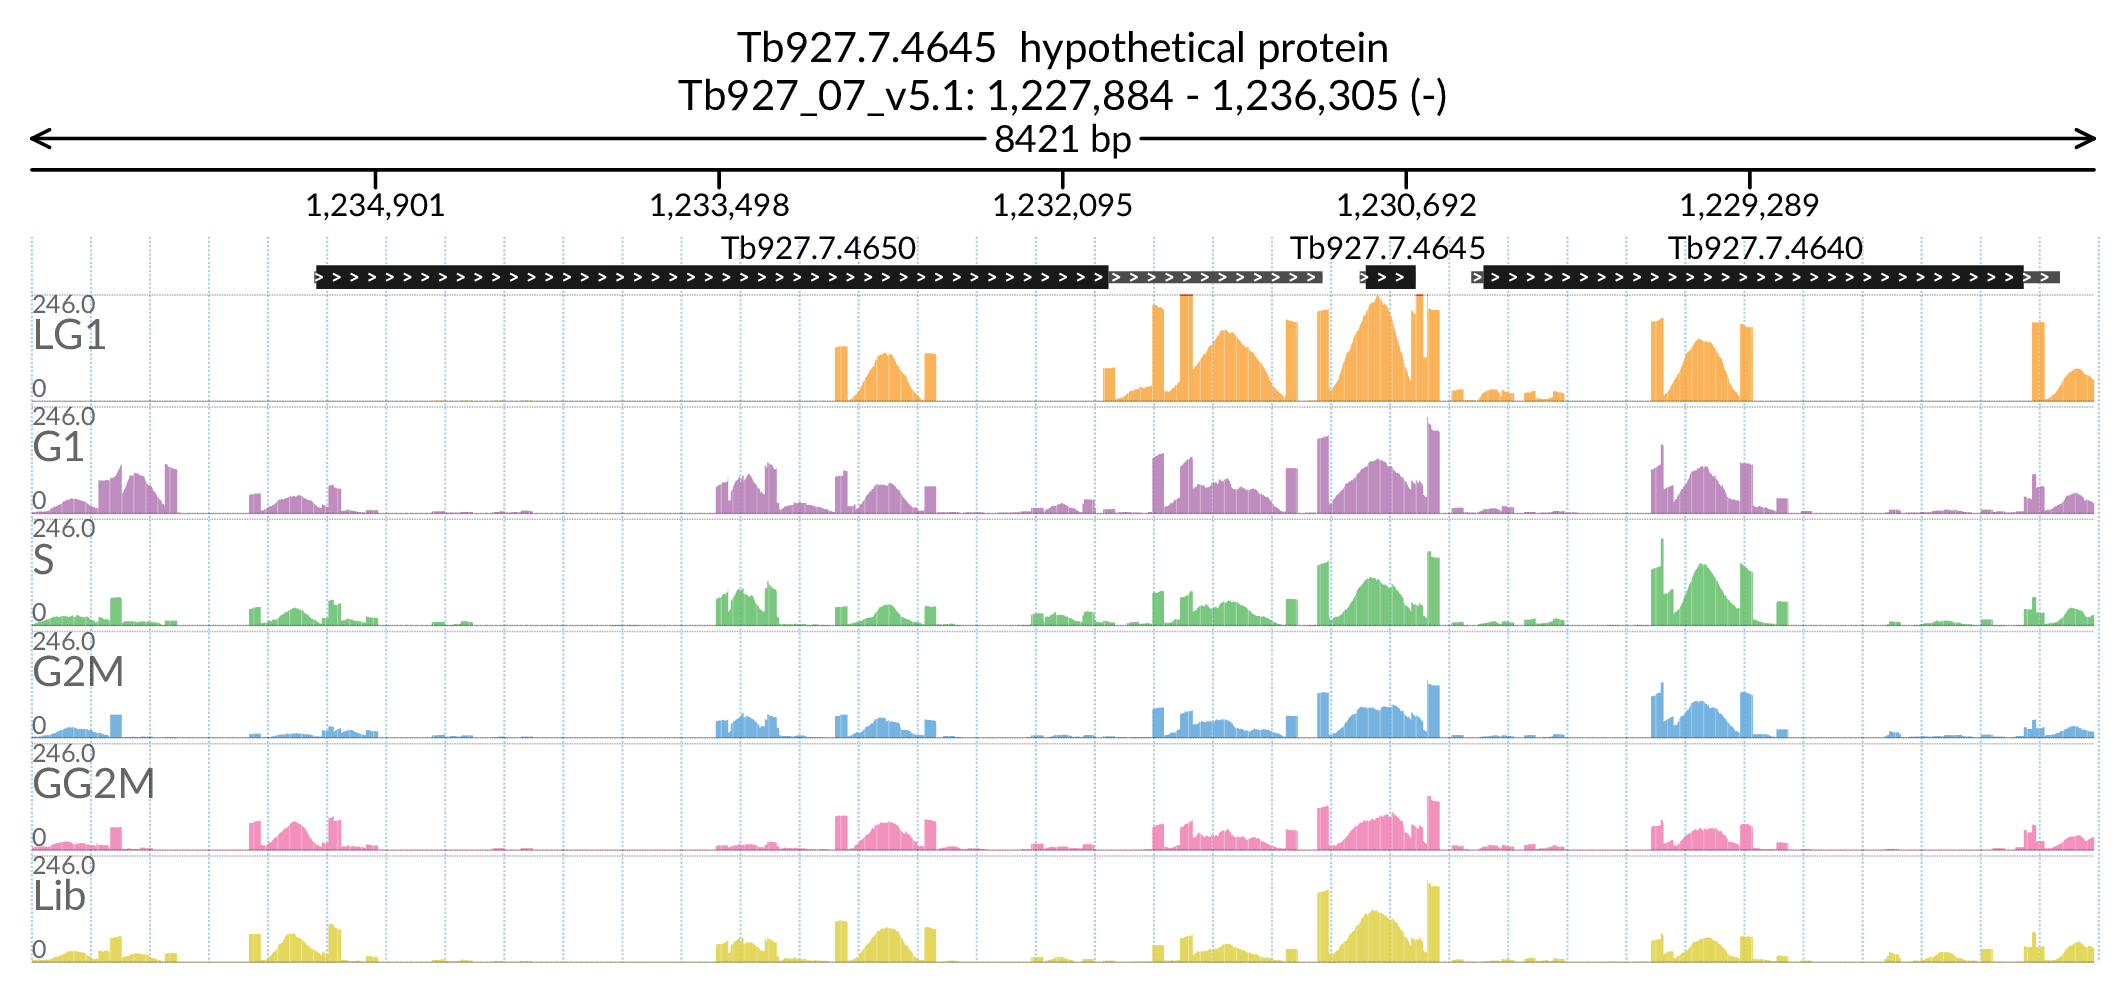 Tb927.7.4645 hypothetical protein
Tb927_07_v5.1: 1,227,884 - 1,236,305 (-)
8421 bp
1,234,901 1,233,498 1,232,095 1,230,692 1,229,289
Tb927.7.4650 Tb927.7.4645 Tb927.7.4640
246.0
LG1
0
246.0
G1
0
246.0
S
0
246.0
G2M
0
246.0
GG2M
0
246.0
Lib
0